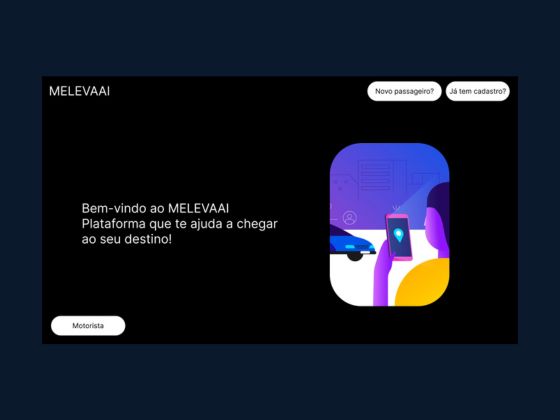 MELEVAAI
Novo passageiro?
Já tem cadastro?
Bem-vindo ao MELEVAAI
Plataforma que te ajuda a chegar
ao seu destino!
Motorista